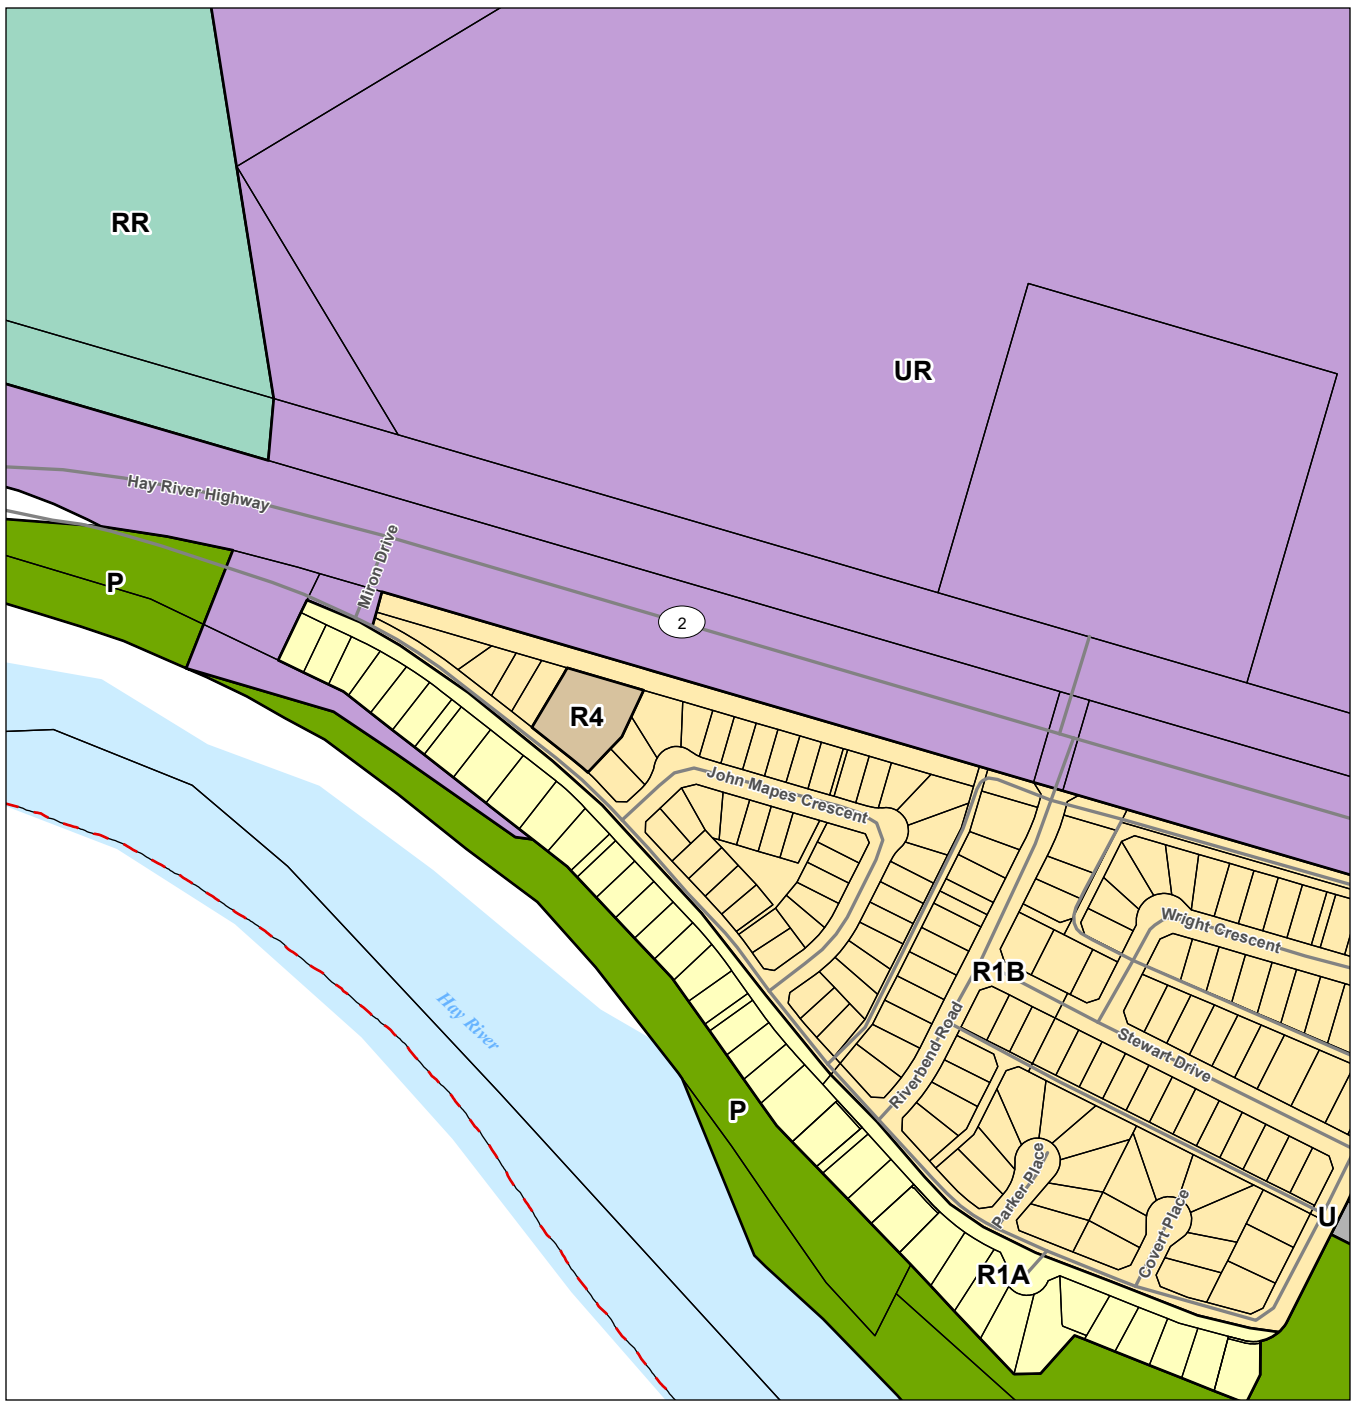 RR
UR
Hay River Highway
Miron Drive
P
2
R4
John Mapes Crescent
Wright Crescent
R1B
Hay River
Riverbend Road
Stewart Drive
P
Parker Place
Covert Place
U
R1A